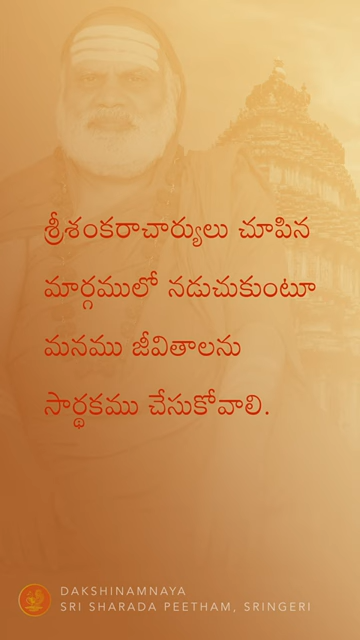 శ్రీశంకరాచార్యులు చూపిన
మార్గములో నడుచుకుంటూ
మనము జీవితాలను
సార్థకము చేసుకోవాలి.
DAKSHINAMNAYA
SRI SHARADA PEETHAM, SRINGERI